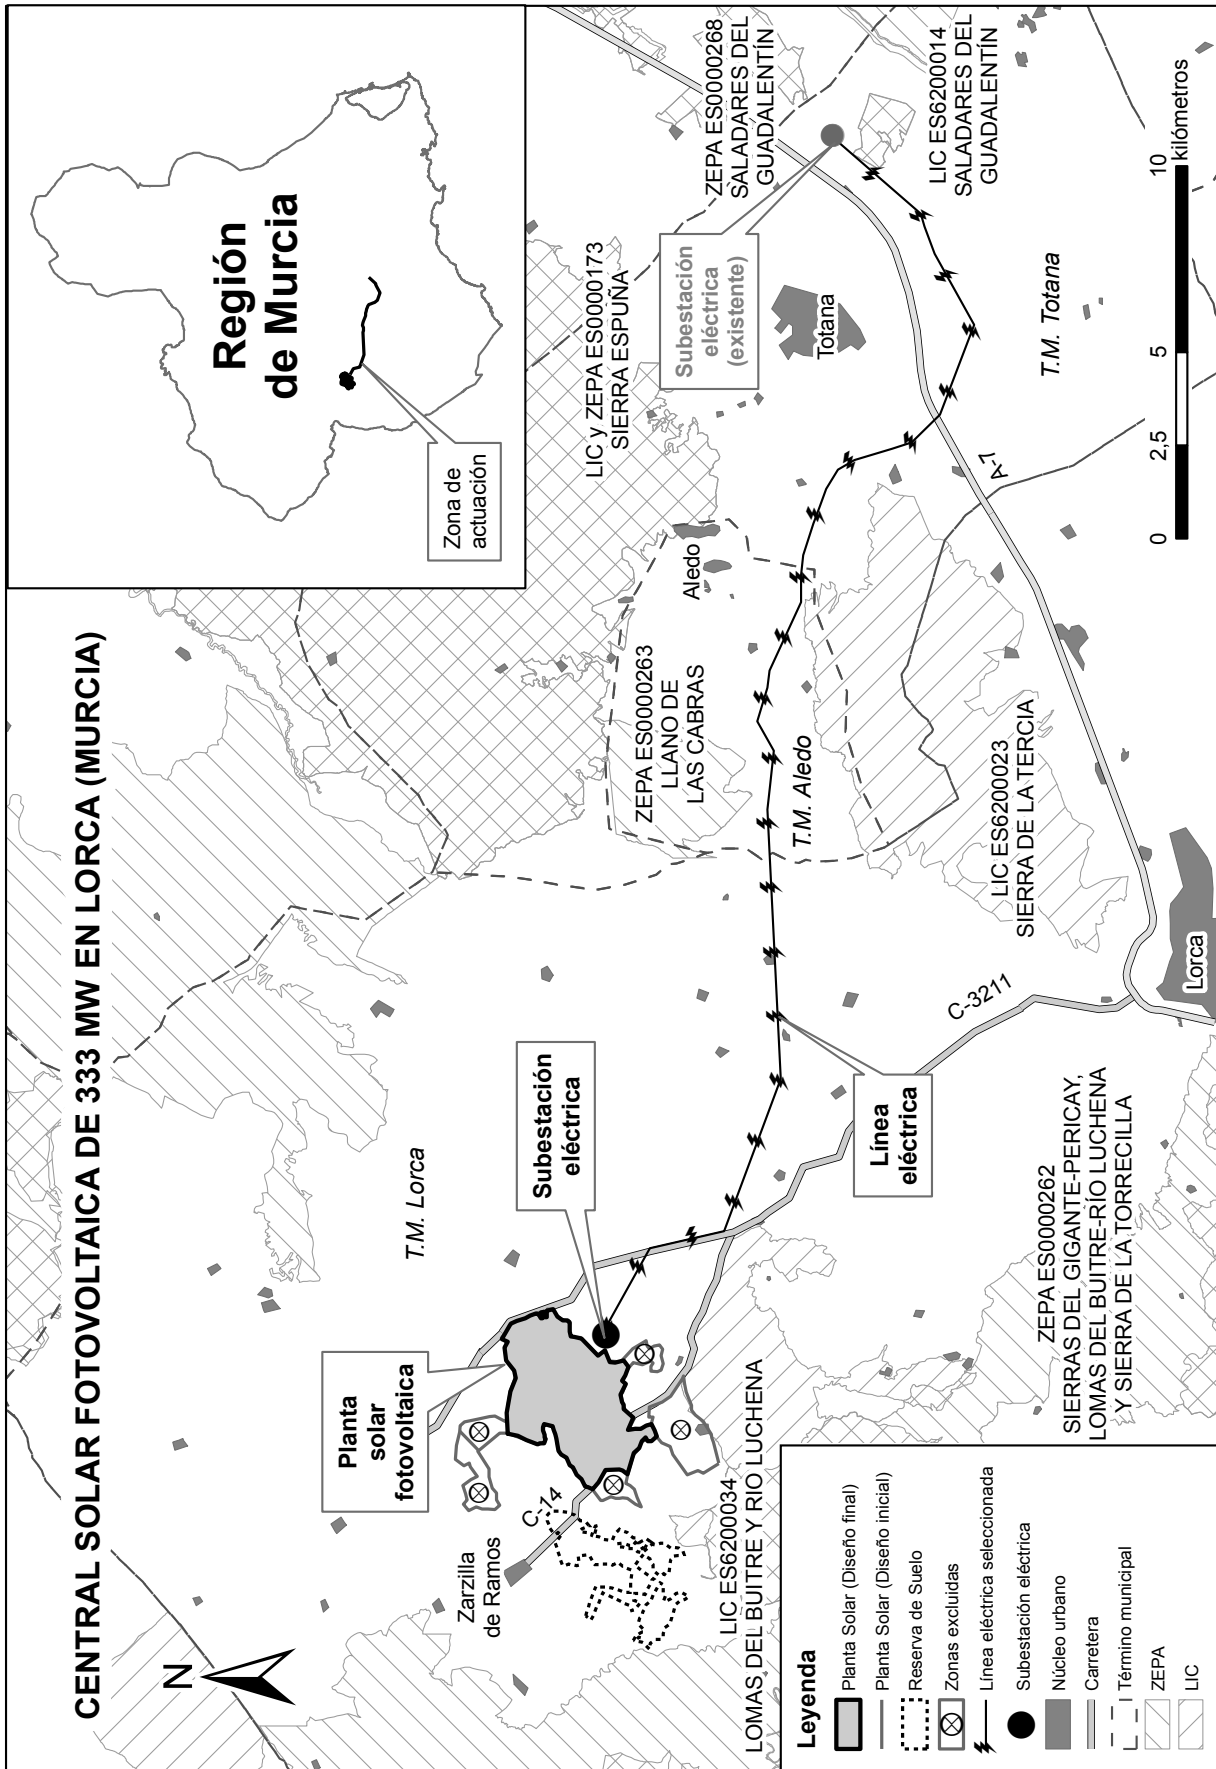 CENTRAL SOLAR FOTOVOLTAICA DE 333 MW EN LORCA (MURCIA)
N
Región
de Murcia
Zona de
actuación
LIC y ZEPA ES0000173
SIERRA ESPUÑA
ZEPA ES0000268
SALADARES DEL
GUADALENTÍN
LIC ES6200014
SALADARES DEL
GUADALENTÍN
Subestación
eléctrica
(existente)
Totana
T.M. Totana
Aledo
ZEPA ES0000263
LLANO DE
LAS CABRAS
T.M. Aledo
A-7
LIC ES6200023
SIERRA DE LA TERCIA
T.M. Lorca
Subestación
eléctrica
Planta
solar
fotovoltaica
Línea
eléctrica
C-3211
Lorca
Zarzilla
de Ramos
C-14
LIC ES6200034
LOMAS DEL BUITRE Y RIO LUCHENA
ZEPA ES0000262
SIERRAS DEL GIGANTE-PERICAY,
LOMAS DEL BUITRE-RÍO LUCHENA
Y SIERRA DE LA TORRECILLA
0
2,5
5
10
kilómetros
Leyenda
Planta Solar (Diseño final)
Planta Solar (Diseño inicial)
Reserva de Suelo
Zonas excluidas
Línea eléctrica seleccionada
Subestación eléctrica
Núcleo urbano
Carretera
Término municipal
ZEPA
LIC